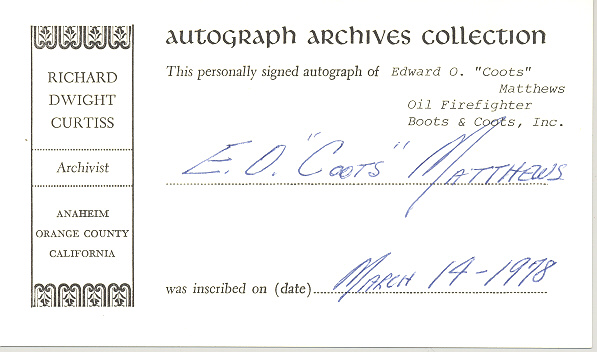 AUTOGRAPH ARCHIVES COLLECTION
RICHARD
DWIGHT
CURTISS
Archivist
ANAHEIM
ORANGE COUNTY
CALIFORNIA
This personally signed autograph of Edward O. "Coots"
Matthews
Oil Firefighter
Boots & Coots, Inc.
E. O. "COOTS" MATTHEWS
was inscribed on (date) MARCH 14-1978